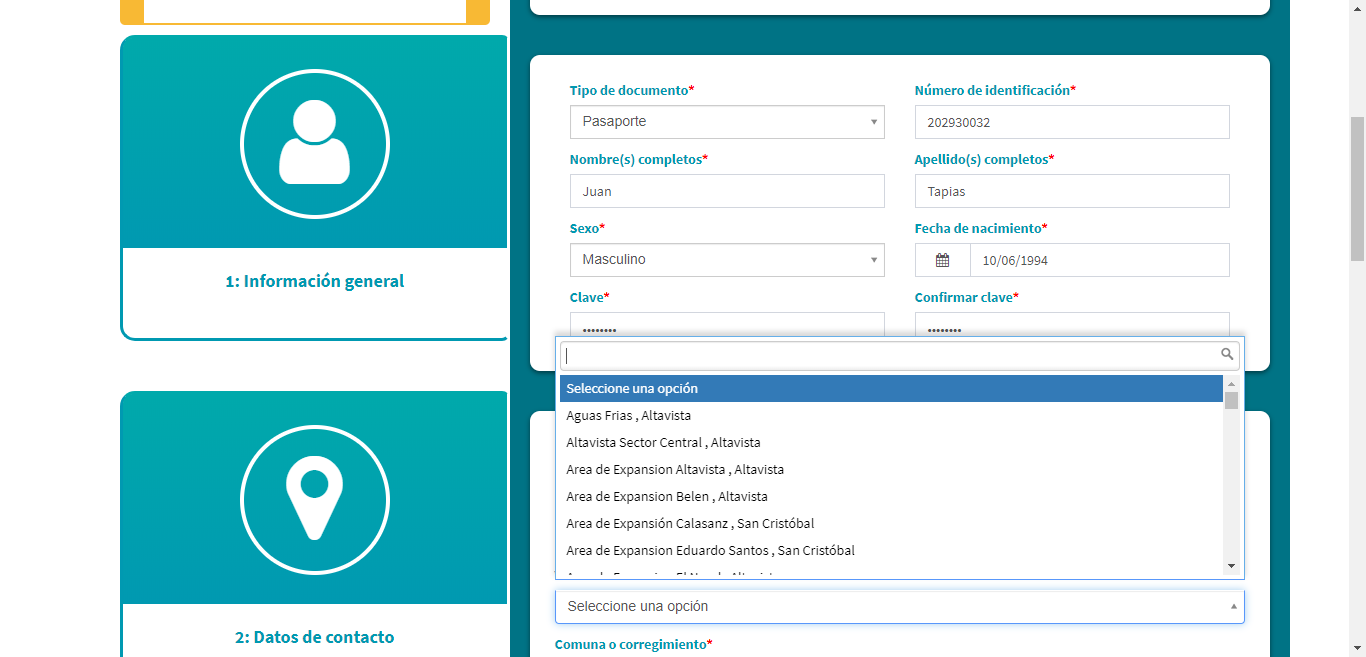 Tipo de documento*
Número de identificación*
Pasaporte
202930032
Nombre(s) completos*
Apellido(s) completos*
Juan
Tapias
Sexo*
Fecha de nacimiento*
Masculino
10/06/1994
1: Información general
Clave*
Confirmar clave*
••••••••
••••••••
Seleccione una opción
Aguas Frias , Altavista
Altavista Sector Central , Altavista
Area de Expansion Altavista , Altavista
Area de Expansion Belen , Altavista
Area de Expansión Calasanz , San Cristóbal
Area de Expansion Eduardo Santos , San Cristóbal
Seleccione una opción
2: Datos de contacto
Comuna o corregimiento*